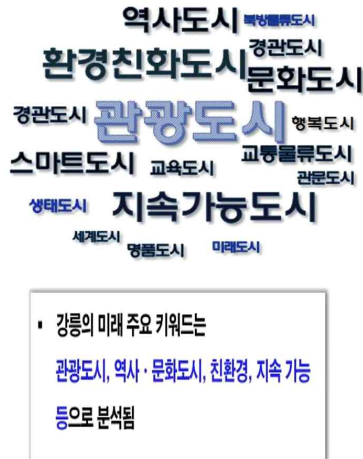 역사도시 북방물류도시
경관도시
환경친화도시
문화도시
경관도시 관광도시 행복도시
스마트도시 교육도시 교통물류도시
관문도시
생태도시 지속가능도시
세계도시
명품도시 미래도시
▪ 강릉의 미래 주요 키워드는
관광도시, 역사 · 문화도시, 친환경, 지속 가능
등으로 분석됨